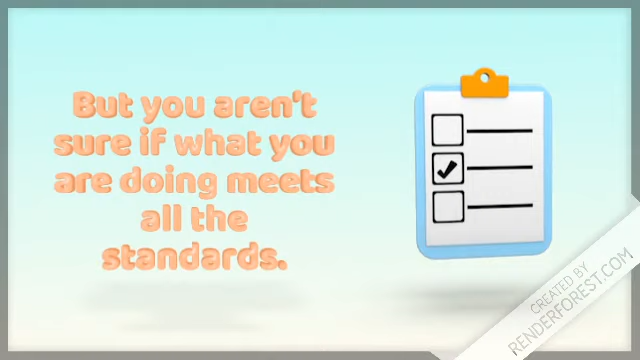 But you aren't
sure if what you
are doing meets
all the
standards.
CREATED BY
RENDERFOREST.COM